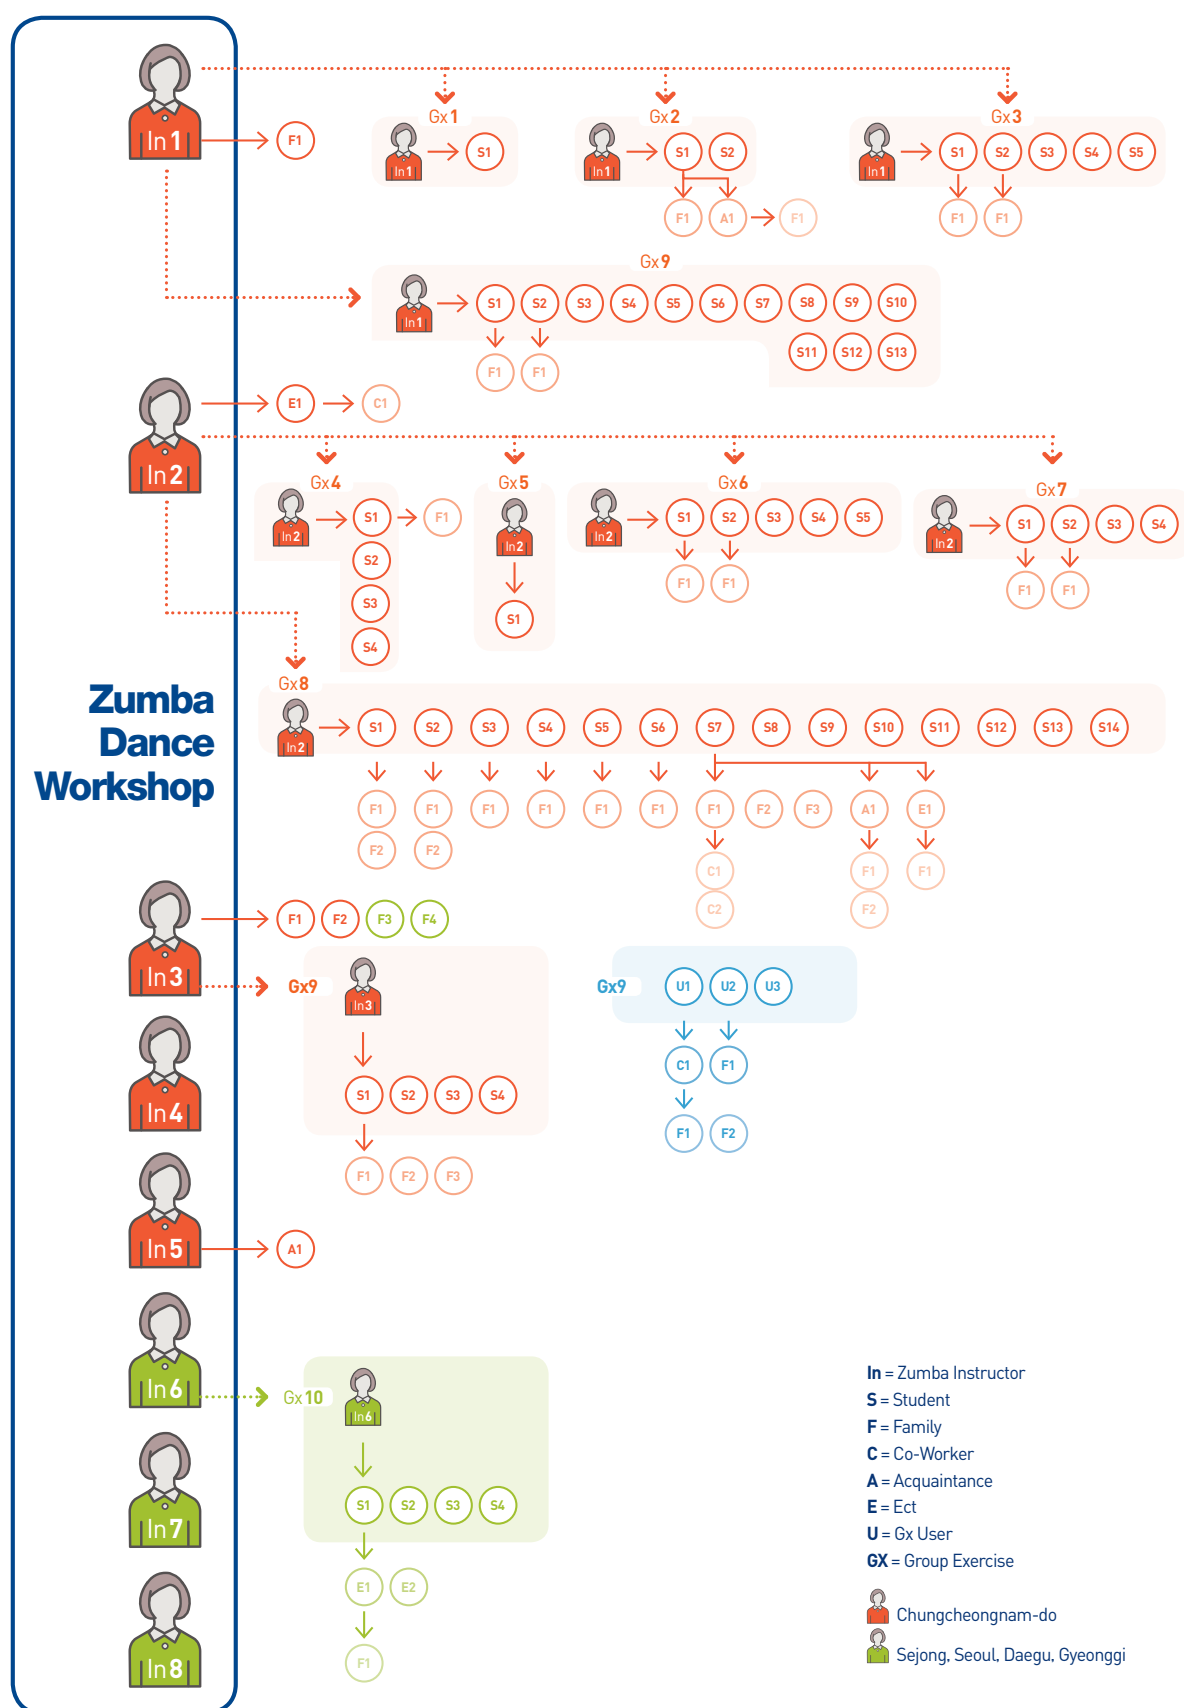 In1
F1
Gx1
In1
S1
Gx2
In1
S1 S2
F1 A1 F1
Gx3
In1
S1 S2 S3 S4 S5
F1 F1
Gx9
In1
S1 S2 S3 S4 S5 S6 S7 S8 S9 S10
S11 S12 S13
F1 F1
In2
E1 C1
Gx4
In2
S1 F1
S2
S3
S4
Gx5
In2
S1
Gx6
In2
S1 S2 S3 S4 S5
F1 F1
Gx7
In2
S1 S2 S3 S4
F1 F1
Gx8
In2
S1 S2 S3 S4 S5 S6 S7 S8 S9 S10 S11 S12 S13 S14
F1 F1 F1 F1 F1 F1 F1 F2 F3 A1 E1
F2 F2
C1 F1 F1
C2 F2
Zumba
Dance
Workshop
In3
F1 F2 F3 F4
Gx9
In3
S1 S2 S3 S4
F1 F2 F3
Gx9
U1 U2 U3
C1 F1
F1 F2
In4
In5
A1
In6
Gx10
In6
S1 S2 S3 S4
E1 E2
F1
In7
In8
In = Zumba Instructor
S = Student
F = Family
C = Co-Worker
A = Acquaintance
E = Ect
U = Gx User
GX = Group Exercise
Chungcheongnam-do
Sejong, Seoul, Daegu, Gyeonggi